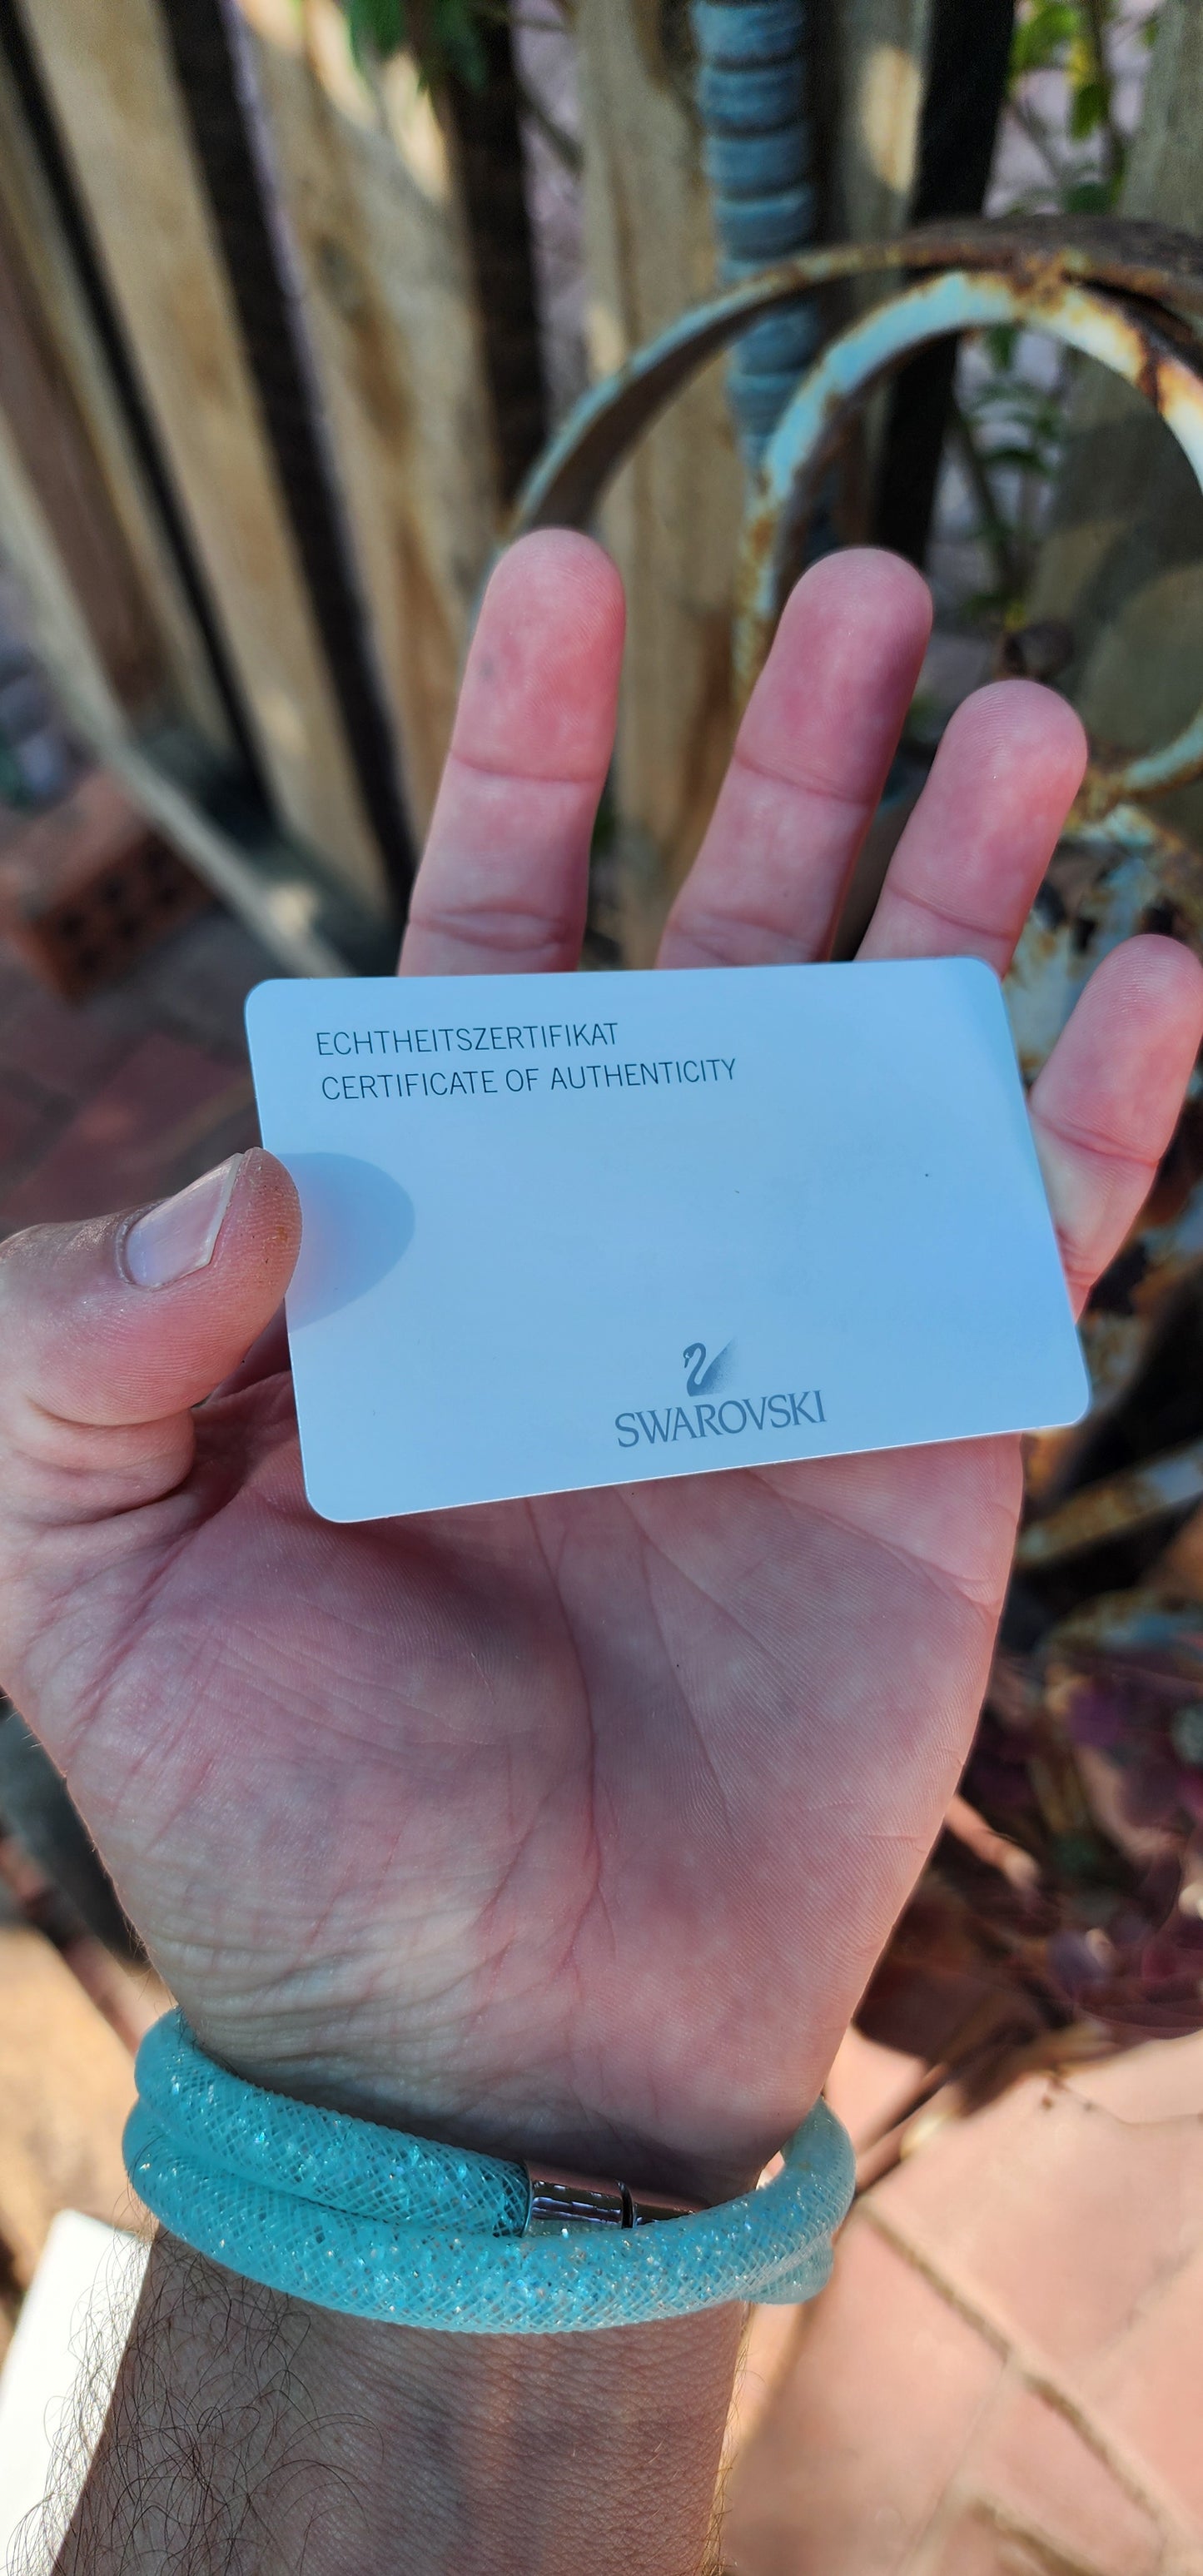 ECHTHEITSZERTIFIKAT
CERTIFICATE OF AUTHENTICITY
SWAROVSKI